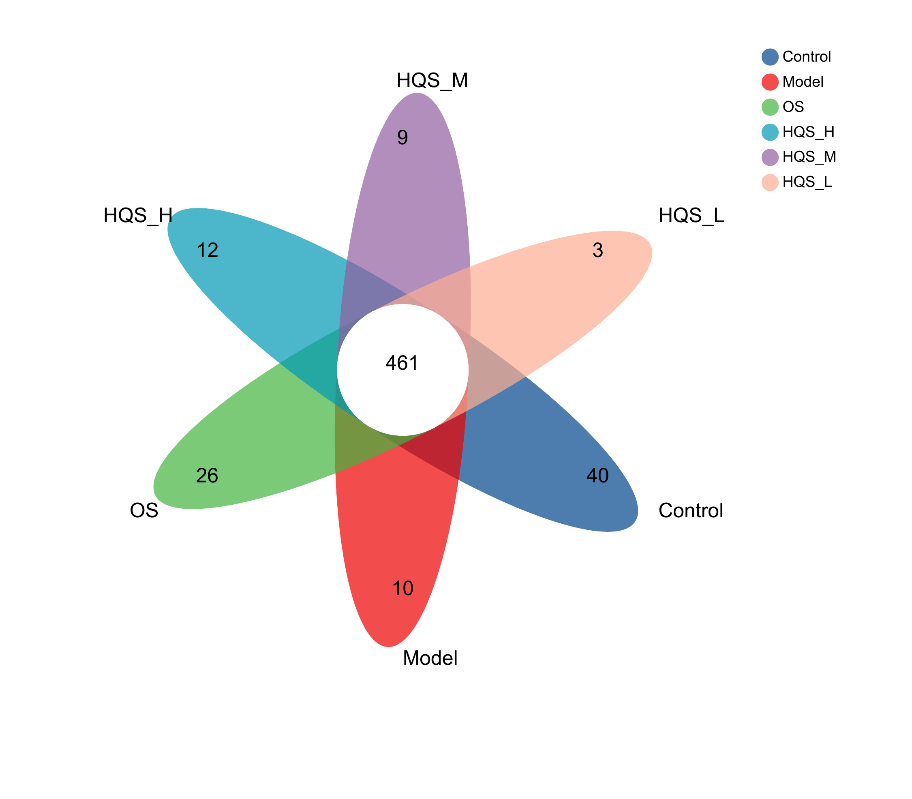 HQS_M
9
Control
Model
OS
HQS_H
HQS_M
HQS_L
HQS_H
12
HQS_L
3
461
26
OS
40
Control
10
Model